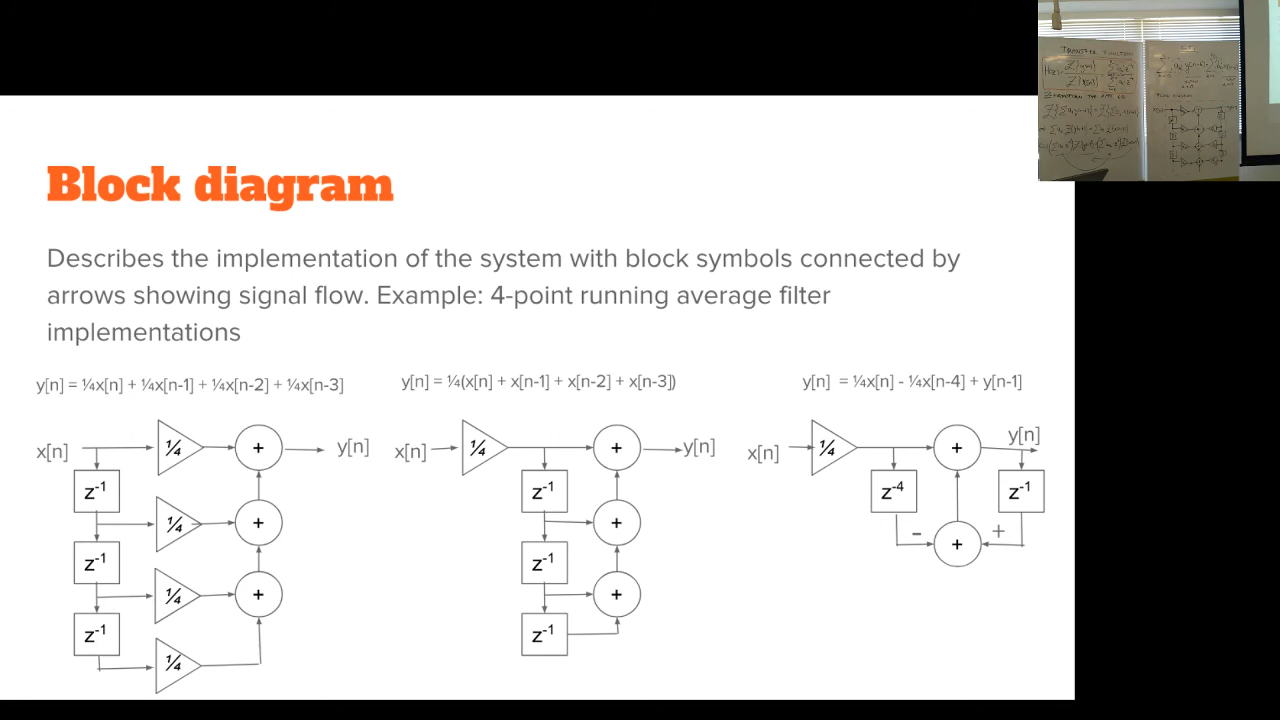 Block diagram
Describes the implementation of the system with block symbols connected by
arrows showing signal flow. Example: 4-point running average filter
implementations
y[n] = ¼x[n] + ¼x[n-1] + ¼x[n-2] + ¼x[n-3]
x[n]
¼
+
y[n]
z-1
¼
+
z-1
¼
+
z-1
¼
y[n] = ¼(x[n] + x[n-1] + x[n-2] + x[n-3])
x[n]
¼
+
y[n]
z-1
+
z-1
+
z-1
y[n] = ¼x[n] - ¼x[n-4] + y[n-1]
x[n]
¼
+
y[n]
z-4
z-1
-
+
+
TRANSFER FUNCTION